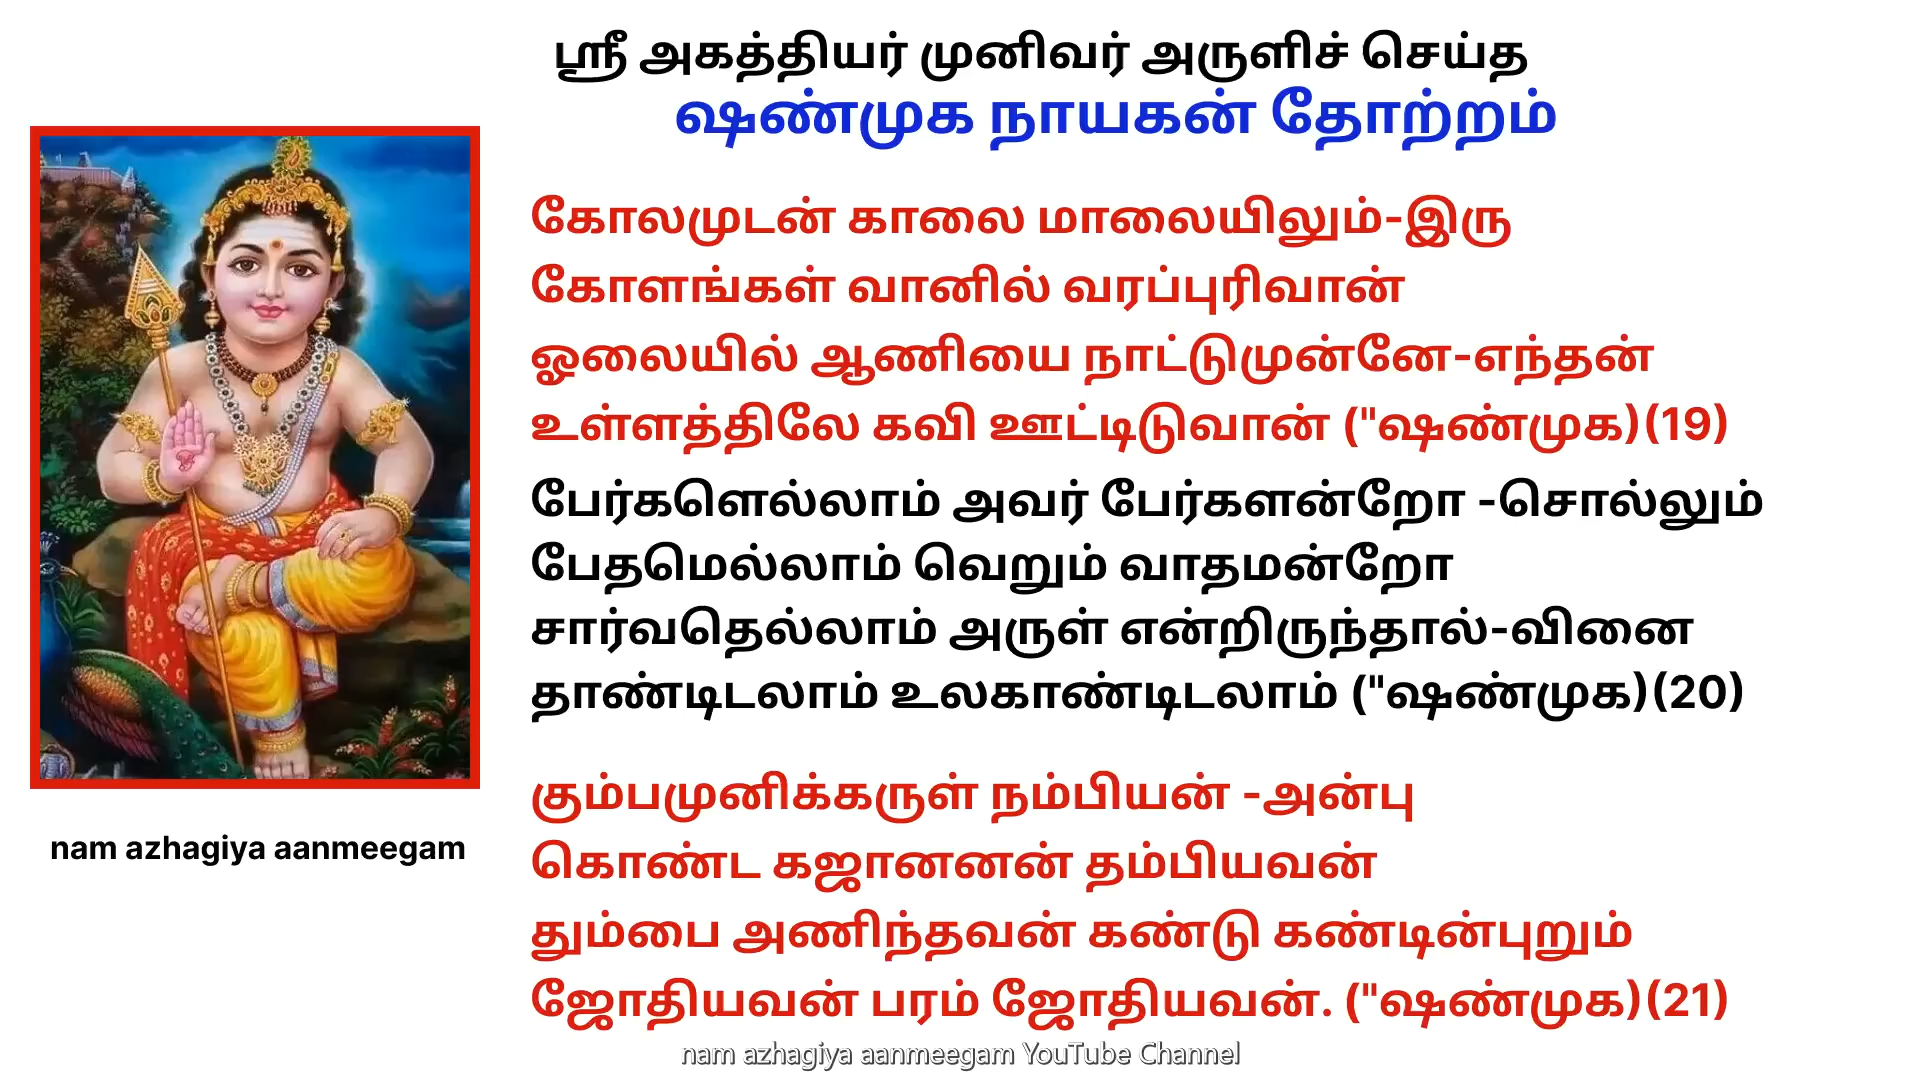 ஸ்ரீ அகத்தியர் முனிவர் அருளிச் செய்த
ஷண்முக நாயகன் தோற்றம்
கோலமுடன் காலை மாலையிலும்-இரு
கோளங்கள் வானில் வரப்புரிவான்
ஓலையில் ஆணியை நாட்டுமுன்னே-எந்தன்
உள்ளத்திலே கவி ஊட்டிடுவான் ("ஷண்முக)(19)
பேர்களெல்லாம் அவர் பேர்களன்றோ -சொல்லும்
பேதமெல்லாம் வெறும் வாதமன்றோ
சார்வதெல்லாம் அருள் என்றிருந்தால்-வினை
தாண்டிடலாம் உலகாண்டிடலாம் ("ஷண்முக)(20)
கும்பமுனிக்கருள் நம்பியன் -அன்பு
கொண்ட கஜானனன் தம்பியவன்
தும்பை அணிந்தவன் கண்டு கண்டின்புறும்
ஜோதியவன் பரம் ஜோதியவன். ("ஷண்முக)(21)
nam azhagiya aanmeegam
nam azhagiya aanmeegam YouTube Channel